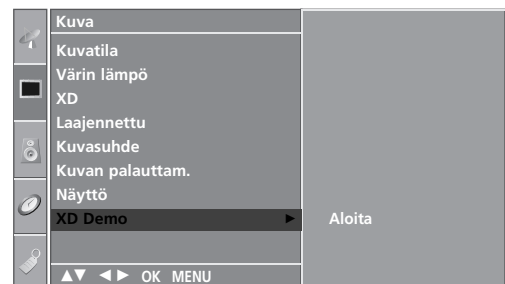 Kuva
Kuvatila
Värin lämpö
XD
Laajennettu
Kuvasuhde
Kuvan palauttam.
Näyttö
XD Demo ► Aloita
▲▼ ◄► OK MENU